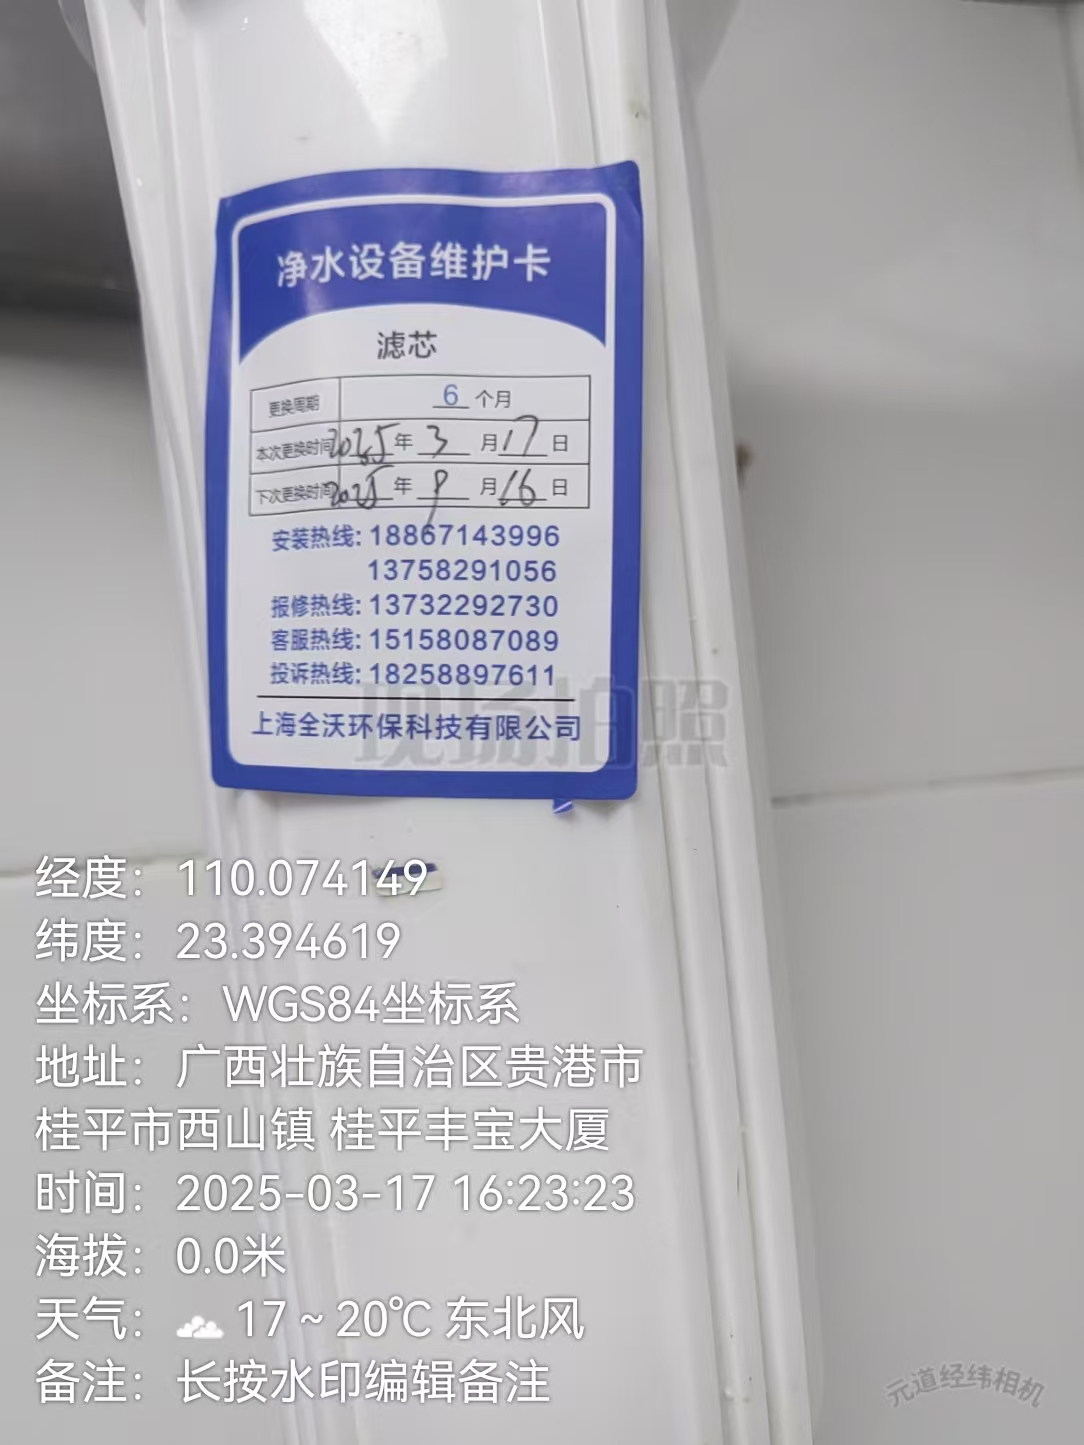 净水设备维护卡
滤芯
更换周期 6 个月
本次更换时间 2025 年 3 月 17 日
下次更换时间 2025 年 9 月 16 日
安装热线: 18867143996
13758291056
报修热线: 13732292730
客服热线: 15158087089
投诉热线: 18258897611
上海全沃环保科技有限公司
现场拍照
经度: 110.074149
纬度: 23.394619
坐标系: WGS84坐标系
地址: 广西壮族自治区贵港市
桂平市西山镇 桂平丰宝大厦
时间: 2025-03-17 16:23:23
海拔: 0.0米
天气: 17 ~ 20℃ 东北风
备注: 长按水印编辑备注
元道经纬相机